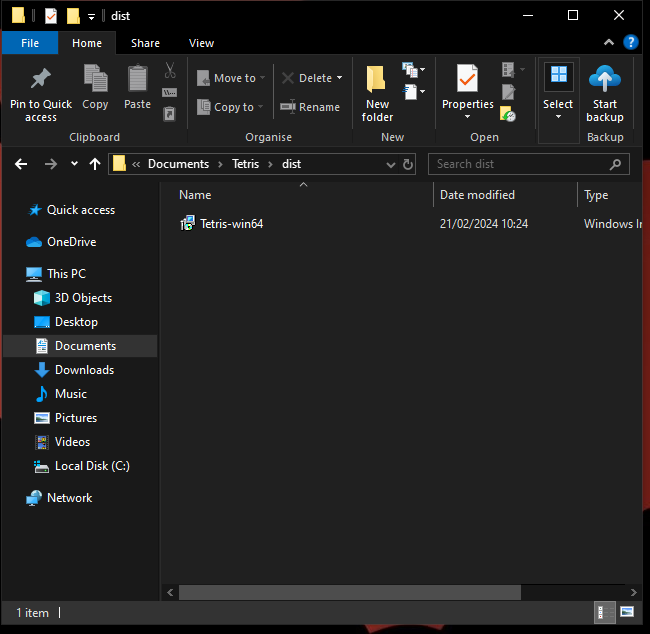 dist
File Home Share View
Pin to Quick access
Copy
Paste
Move to
Copy to
Delete
Rename
New folder
Properties
Select
Start backup
Clipboard Organise New Open Backup
« Documents › Tetris › dist
Search dist
Name Date modified Type
Tetris-win64 21/02/2024 10:24 Windows In
Quick access
OneDrive
This PC
3D Objects
Desktop
Documents
Downloads
Music
Pictures
Videos
Local Disk (C:)
Network
1 item